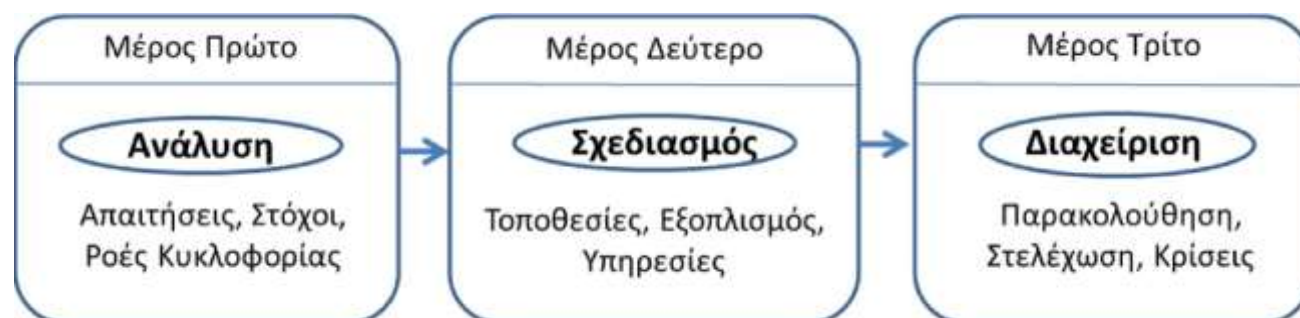 Μέρος Πρώτο
Ανάλυση
Απαιτήσεις, Στόχοι,
Ροές Κυκλοφορίας
Μέρος Δεύτερο
Σχεδιασμός
Τοποθεσίες, Εξοπλισμός,
Υπηρεσίες
Μέρος Τρίτο
Διαχείριση
Παρακολούθηση,
Στελέχωση, Κρίσεις